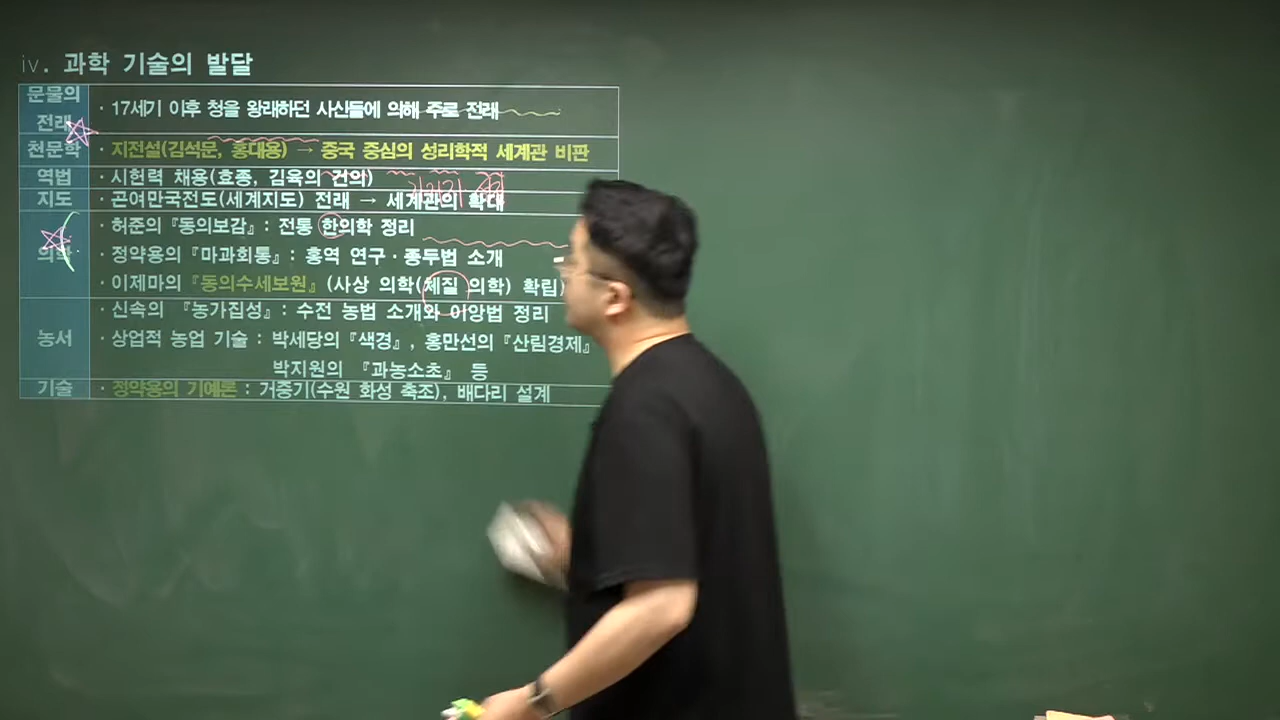 iv. 과학 기술의 발달
문물의 전래
· 17세기 이후 청을 왕래하던 사신들에 의해 주로 전래
천문학
· 지전설(김석문, 홍대용) → 중국 중심의 성리학적 세계관 비판
역법
· 시헌력 채용(효종, 김육의 건의)
지도
· 곤여만국전도(세계지도) 전래 → 세계관의 확대
의학
· 허준의『동의보감』: 전통 한의학 정리
· 정약용의『마과회통』: 홍역 연구 · 종두법 소개
· 이제마의『동의수세보원』(사상 의학(체질 의학) 확립)
농서
· 신속의 『농가집성』: 수전 농법 소개와 이앙법 정리
· 상업적 농업 기술 : 박세당의『색경』, 홍만선의『산림경제』
박지원의 『과농소초』 등
기술
· 정약용의 기예론 : 거중기(수원 화성 축조), 배다리 설계